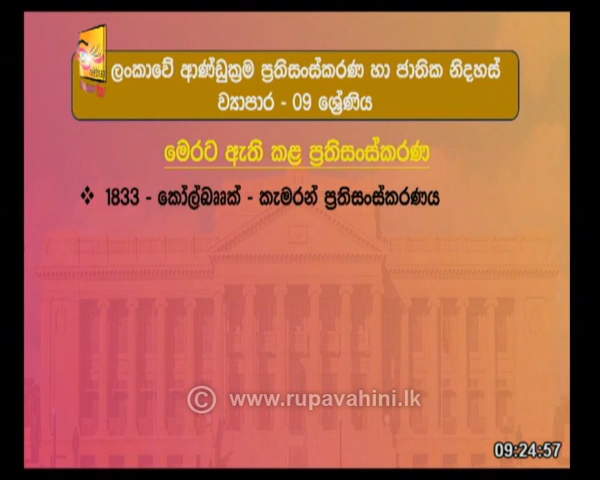 ලංකාවේ ආණ්ඩුක්‍රම ප්‍රතිසංස්කරණ හා ජාතික නිදහස්
ව්‍යාපාර - 09 ශ්‍රේණිය
මෙරට ඇති කළ ප්‍රතිසංස්කරණ
❖ 1833 - කෝල්බෲක් - කැමරන් ප්‍රතිසංස්කරණය
© www.rupavahini.lk
09:24:57